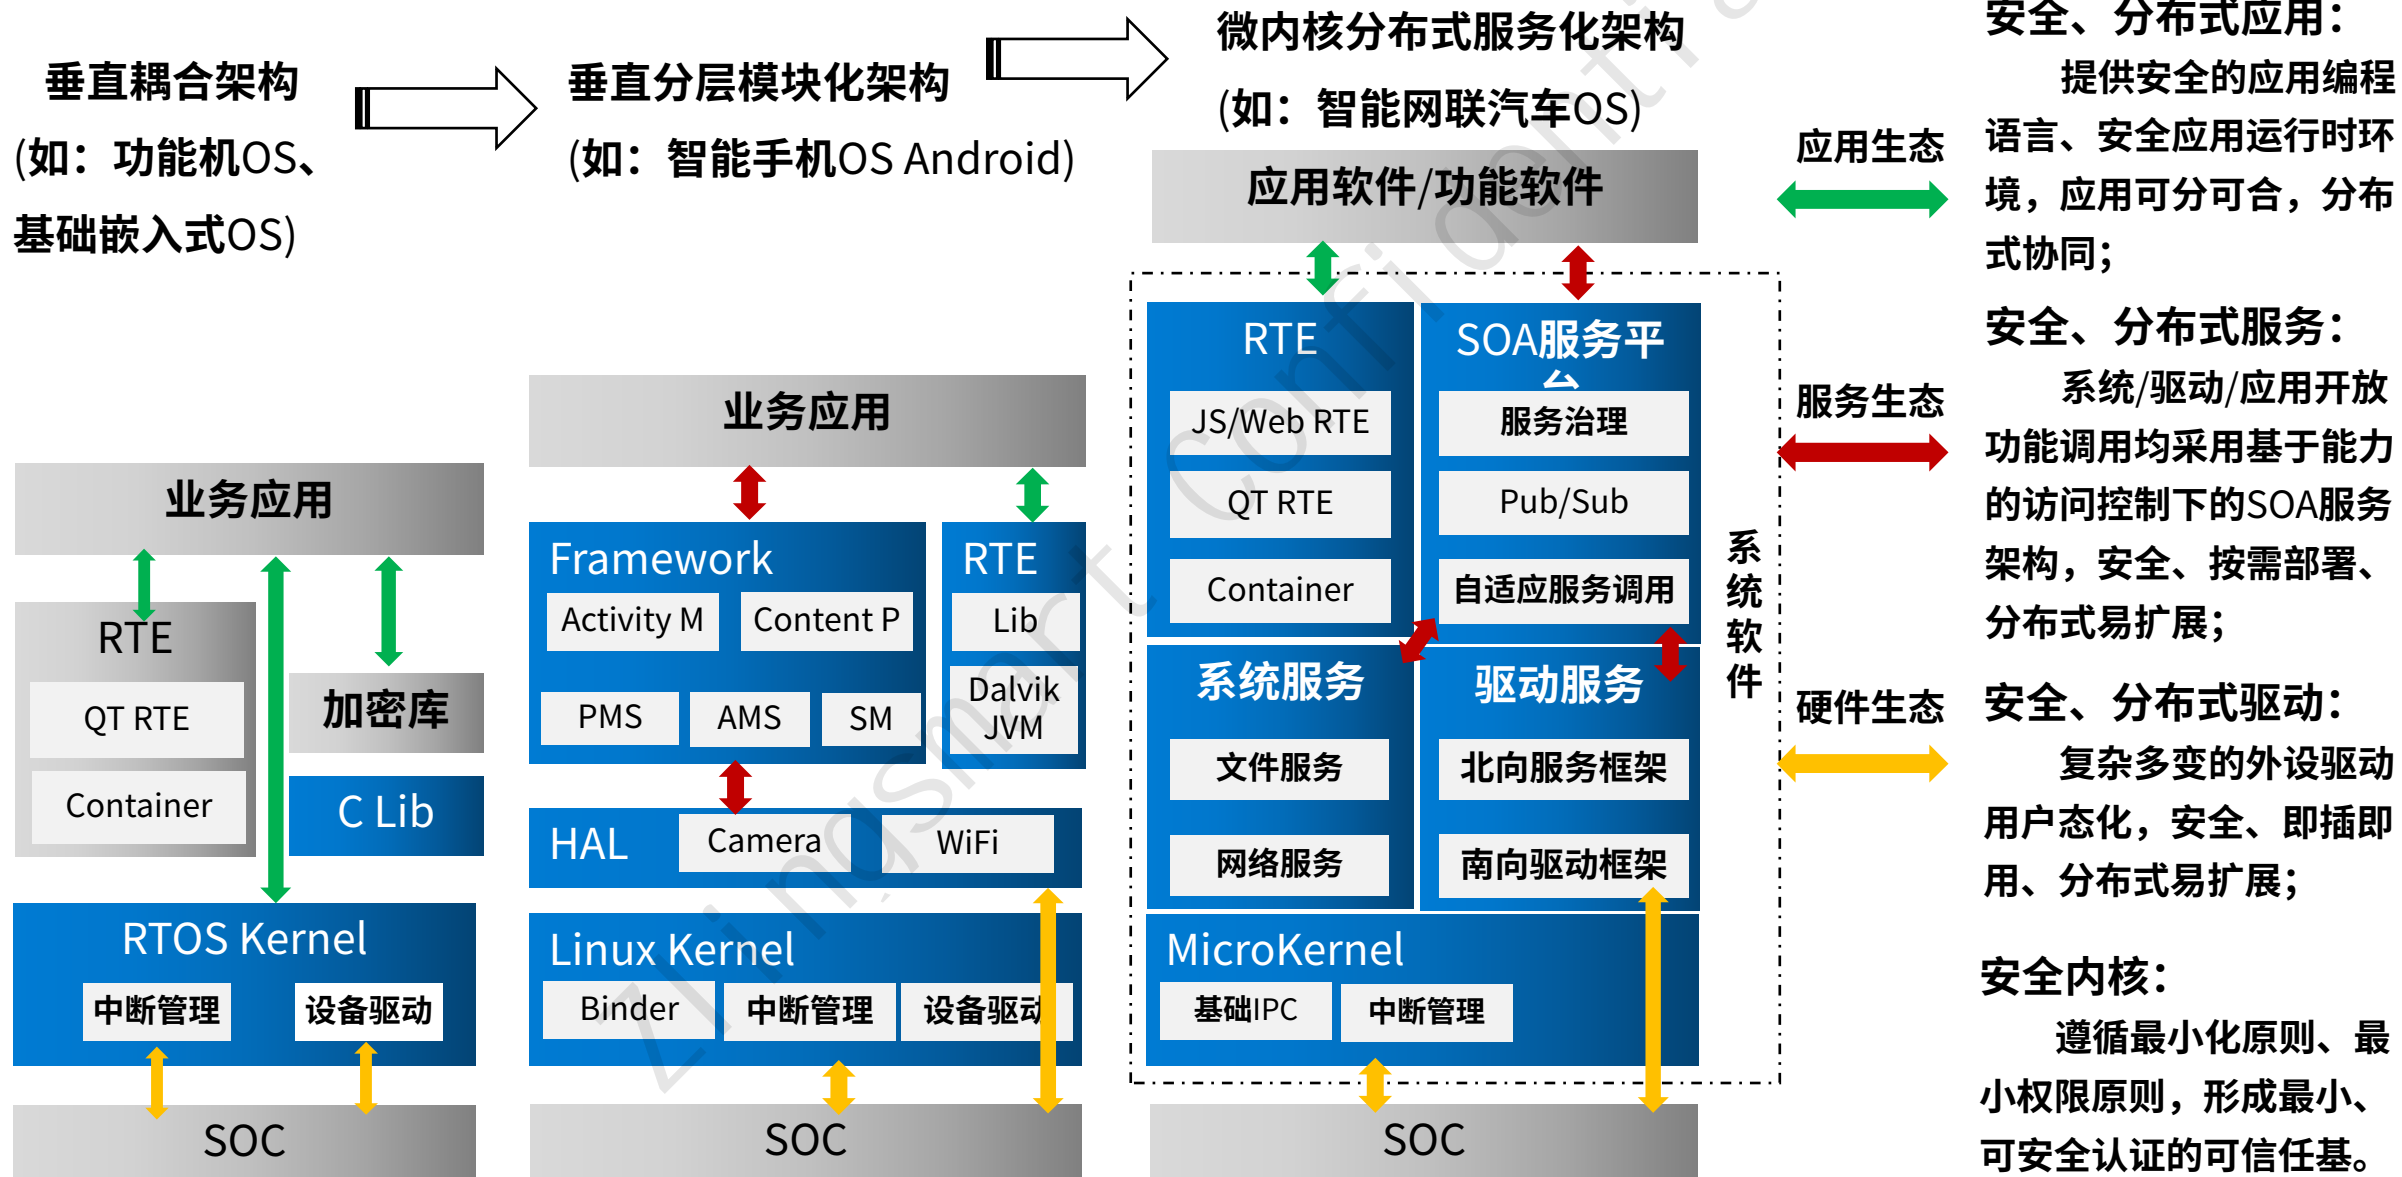 垂直耦合架构
(如：功能机OS、
基础嵌入式OS)
垂直分层模块化架构
(如：智能手机OS Android)
微内核分布式服务化架构
(如：智能网联汽车OS)
业务应用
RTE
QT RTE
Container
加密库
C Lib
RTOS Kernel
中断管理
设备驱动
SOC
业务应用
Framework
Activity M
Content P
PMS
AMS
SM
RTE
Lib
Dalvik
JVM
HAL
Camera
WiFi
Linux Kernel
Binder
中断管理
设备驱动
SOC
应用软件/功能软件
RTE
JS/Web RTE
QT RTE
Container
SOA服务平
台
服务治理
Pub/Sub
自适应服务调用
系统服务
文件服务
网络服务
驱动服务
北向服务框架
南向驱动框架
MicroKernel
基础IPC
中断管理
SOC
系统软件
应用生态
服务生态
硬件生态
安全、分布式应用：
提供安全的应用编程
语言、安全应用运行时环
境，应用可分可合，分布
式协同；
安全、分布式服务：
系统/驱动/应用开放
功能调用均采用基于能力
的访问控制下的SOA服务
架构，安全、按需部署、
分布式易扩展；
安全、分布式驱动：
复杂多变的外设驱动
用户态化，安全、即插即
用、分布式易扩展；
安全内核：
遵循最小化原则、最
小权限原则，形成最小、
可安全认证的可信任基。